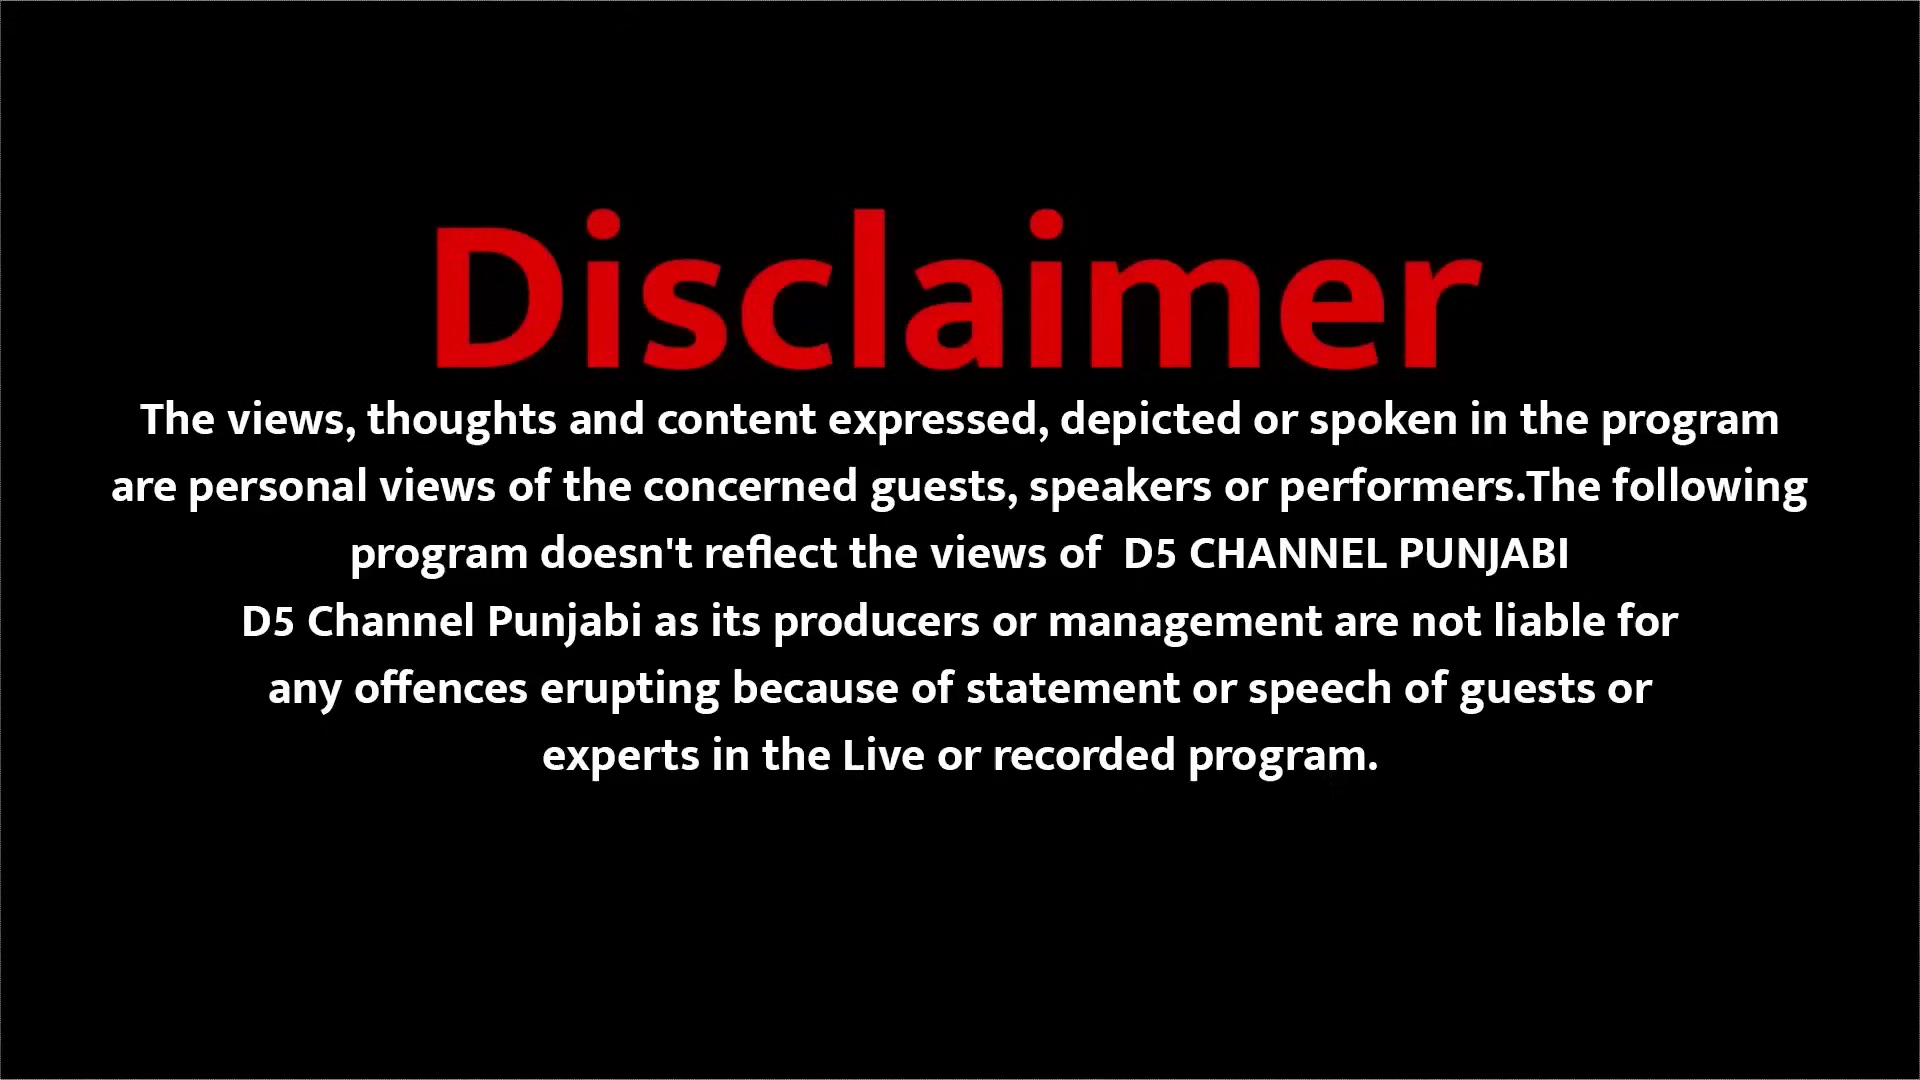 Disclaimer
The views, thoughts and content expressed, depicted or spoken in the program
are personal views of the concerned guests, speakers or performers.The following
program doesn't reflect the views of  D5 CHANNEL PUNJABI
D5 Channel Punjabi as its producers or management are not liable for
any offences erupting because of statement or speech of guests or
experts in the Live or recorded program.